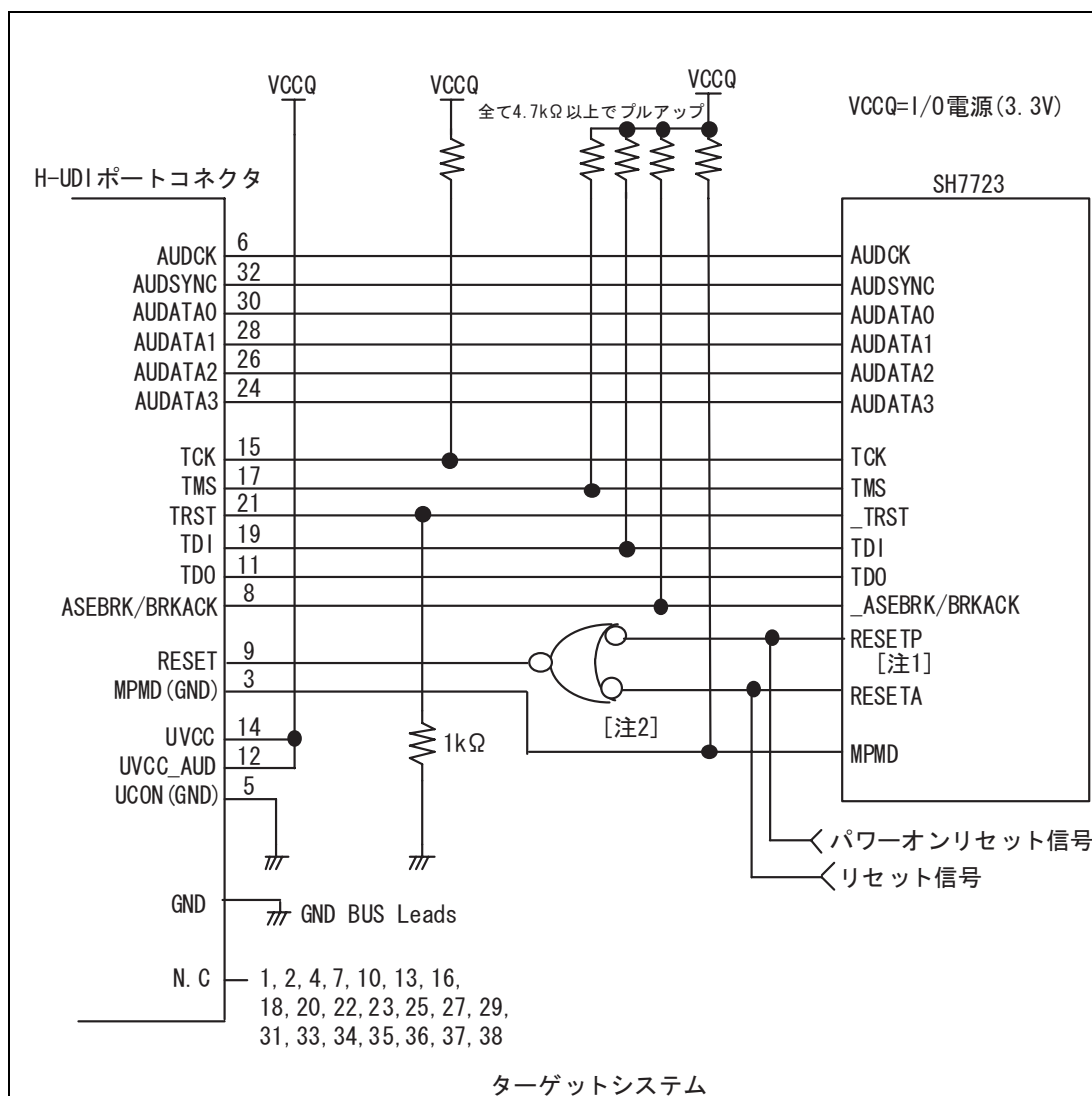 VCCQ
VCCQ
VCCQ
全て4.7kΩ以上でプルアップ
VCCQ=I/O電源(3.3V)
H-UDIポートコネクタ
SH7723
AUDCK 6 AUDCK
AUDSYNC 32 AUDSYNC
AUDATA0 30 AUDATA0
AUDATA1 28 AUDATA1
AUDATA2 26 AUDATA2
AUDATA3 24 AUDATA3
TCK 15 TCK
TMS 17 TMS
TRST 21 _TRST
TDI 19 TDI
TDO 11 TDO
ASEBRK/BRKACK 8 _ASEBRK/BRKACK
RESETP
[注1]
RESET 9
MPMD(GND) 3
RESETA
[注2]
UVCC 14
1kΩ
MPMD
UVCC_AUD 12
UCON(GND) 5
パワーオンリセット信号
リセット信号
GND
GND BUS Leads
N.C
1, 2, 4, 7, 10, 13, 16,
18, 20, 22, 23, 25, 27, 29,
31, 33, 34, 35, 36, 37, 38
ターゲットシステム